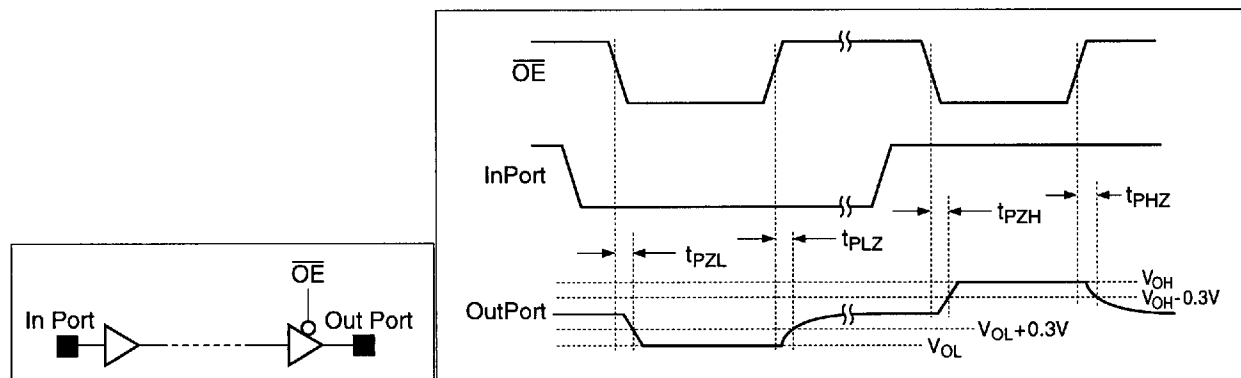 OE
In Port
Out Port
OE
InPort
tPZH
tPHZ
tPZL
tPLZ
VOH
VOH-0.3V
OutPort
VOL+0.3V
VOL